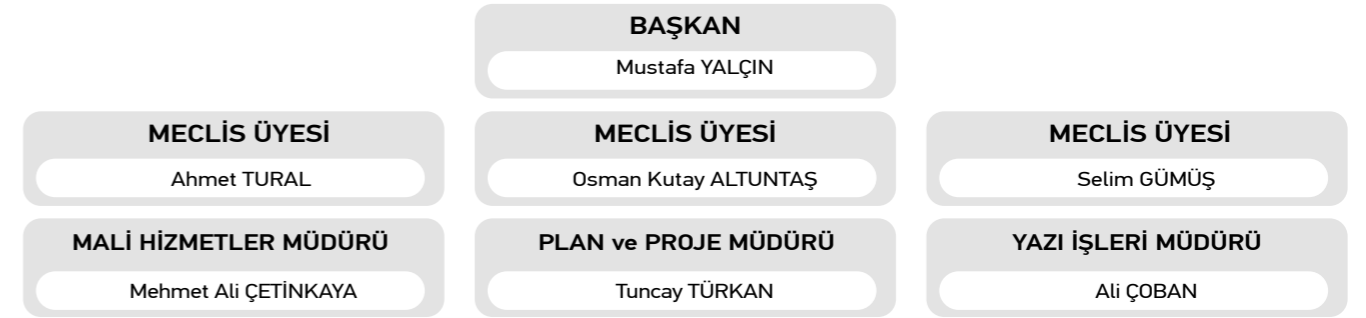 BAŞKAN
Mustafa YALÇIN
MECLİS ÜYESİ
Ahmet TURAL
MECLİS ÜYESİ
Osman Kutay ALTUNTAŞ
MECLİS ÜYESİ
Selim GÜMÜŞ
MALİ HİZMETLER MÜDÜRÜ
Mehmet Ali ÇETİNKAYA
PLAN ve PROJE MÜDÜRÜ
Tuncay TÜRKAN
YAZI İŞLERİ MÜDÜRÜ
Ali ÇOBAN